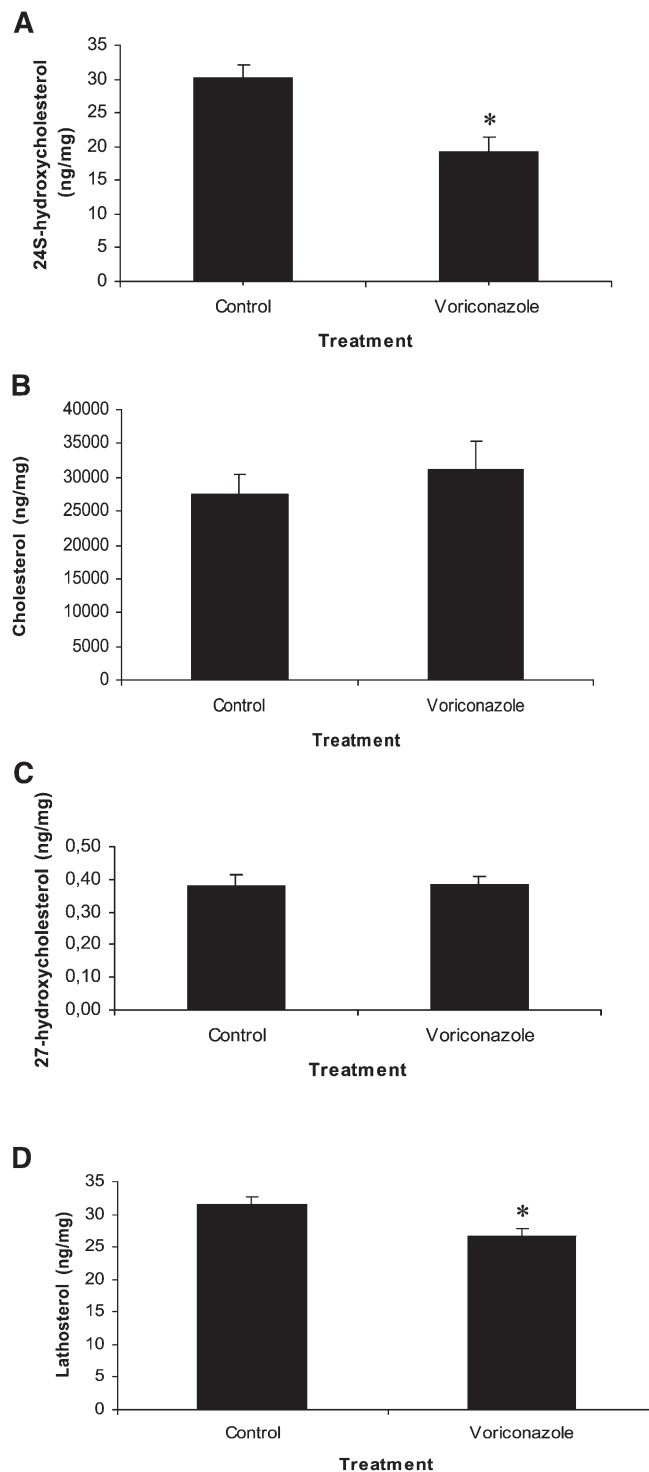 A
24S-hydroxycholesterol
(ng/mg)
35
30
25
20
15
10
5
0
*
Control
Voriconazole
Treatment
B
Cholesterol (ng/mg)
40000
35000
30000
25000
20000
15000
10000
5000
0
Control
Voriconazole
Treatment
C
27-hydroxycholesterol (ng/mg)
0,50
0,40
0,30
0,20
0,10
0,00
Control
Voriconazole
Treatment
D
Lathosterol (ng/mg)
35
30
25
20
15
10
5
0
*
Control
Voriconazole
Treatment